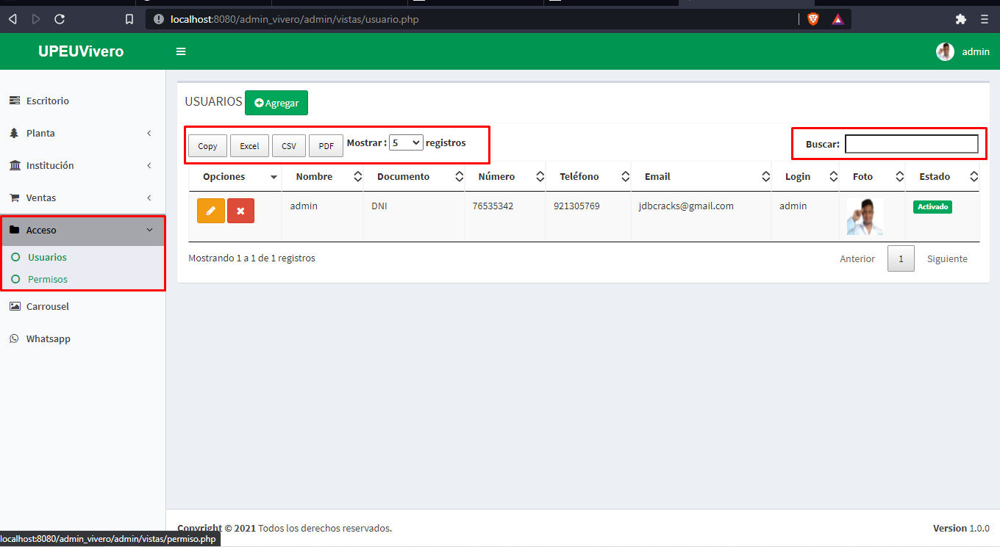 localhost:8080/admin_vivero/admin/vistas/usuario.php
UPEUVivero
admin
Escritorio
Planta
Institución
Ventas
Acceso
Usuarios
Permisos
Carrousel
Whatsapp
USUARIOS Agregar
Copy Excel CSV PDF Mostrar : 5 registros
Buscar:
Opciones Nombre Documento Número Teléfono Email Login Foto Estado
admin DNI 76535342 921305769 jdbcracks@gmail.com admin Activado
Mostrando 1 a 1 de 1 registros
Anterior 1 Siguiente
Copyright © 2021 Todos los derechos reservados.
Version 1.0.0
localhost:8080/admin_vivero/admin/vistas/permiso.php